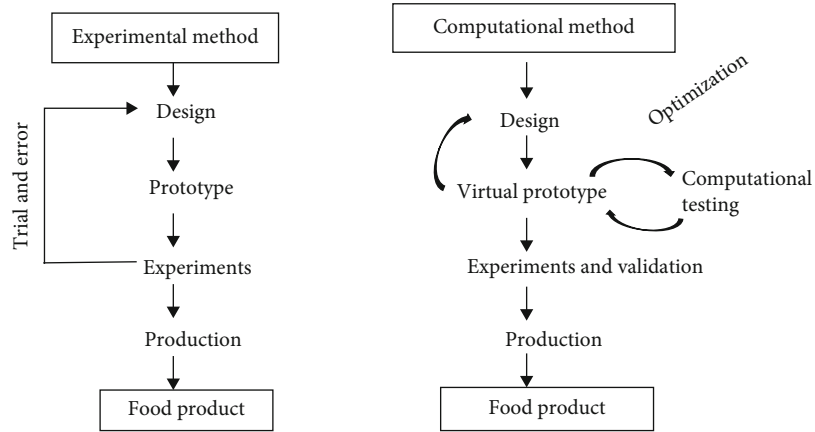 Experimental method
Design
Prototype
Trial and error
Experiments
Production
Food product
Computational method
Optimization
Design
Virtual prototype
Computational
testing
Experiments and validation
Production
Food product